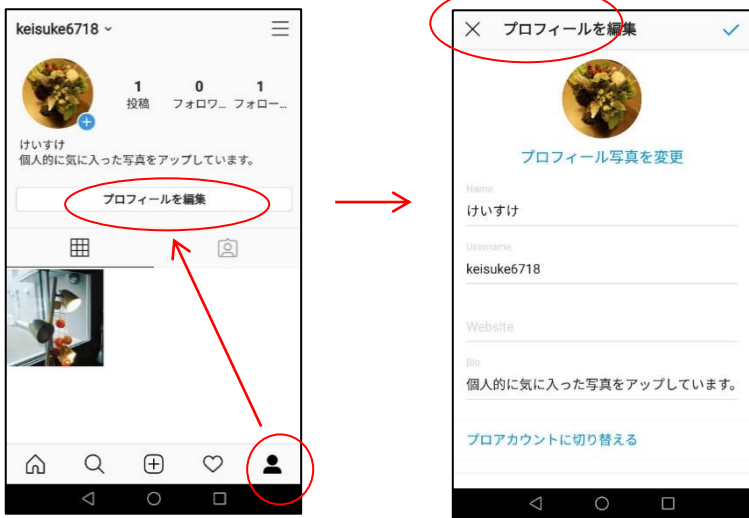 keisuke6718
1 0 1
投稿 フォロワ... フォロー...
けいすけ
個人的に気に入った写真をアップしています。
プロフィールを編集
プロフィールを編集
プロフィール写真を変更
Name
けいすけ
Username
keisuke6718
Website
Bio
個人的に気に入った写真をアップしています。
プロアカウントに切り替える